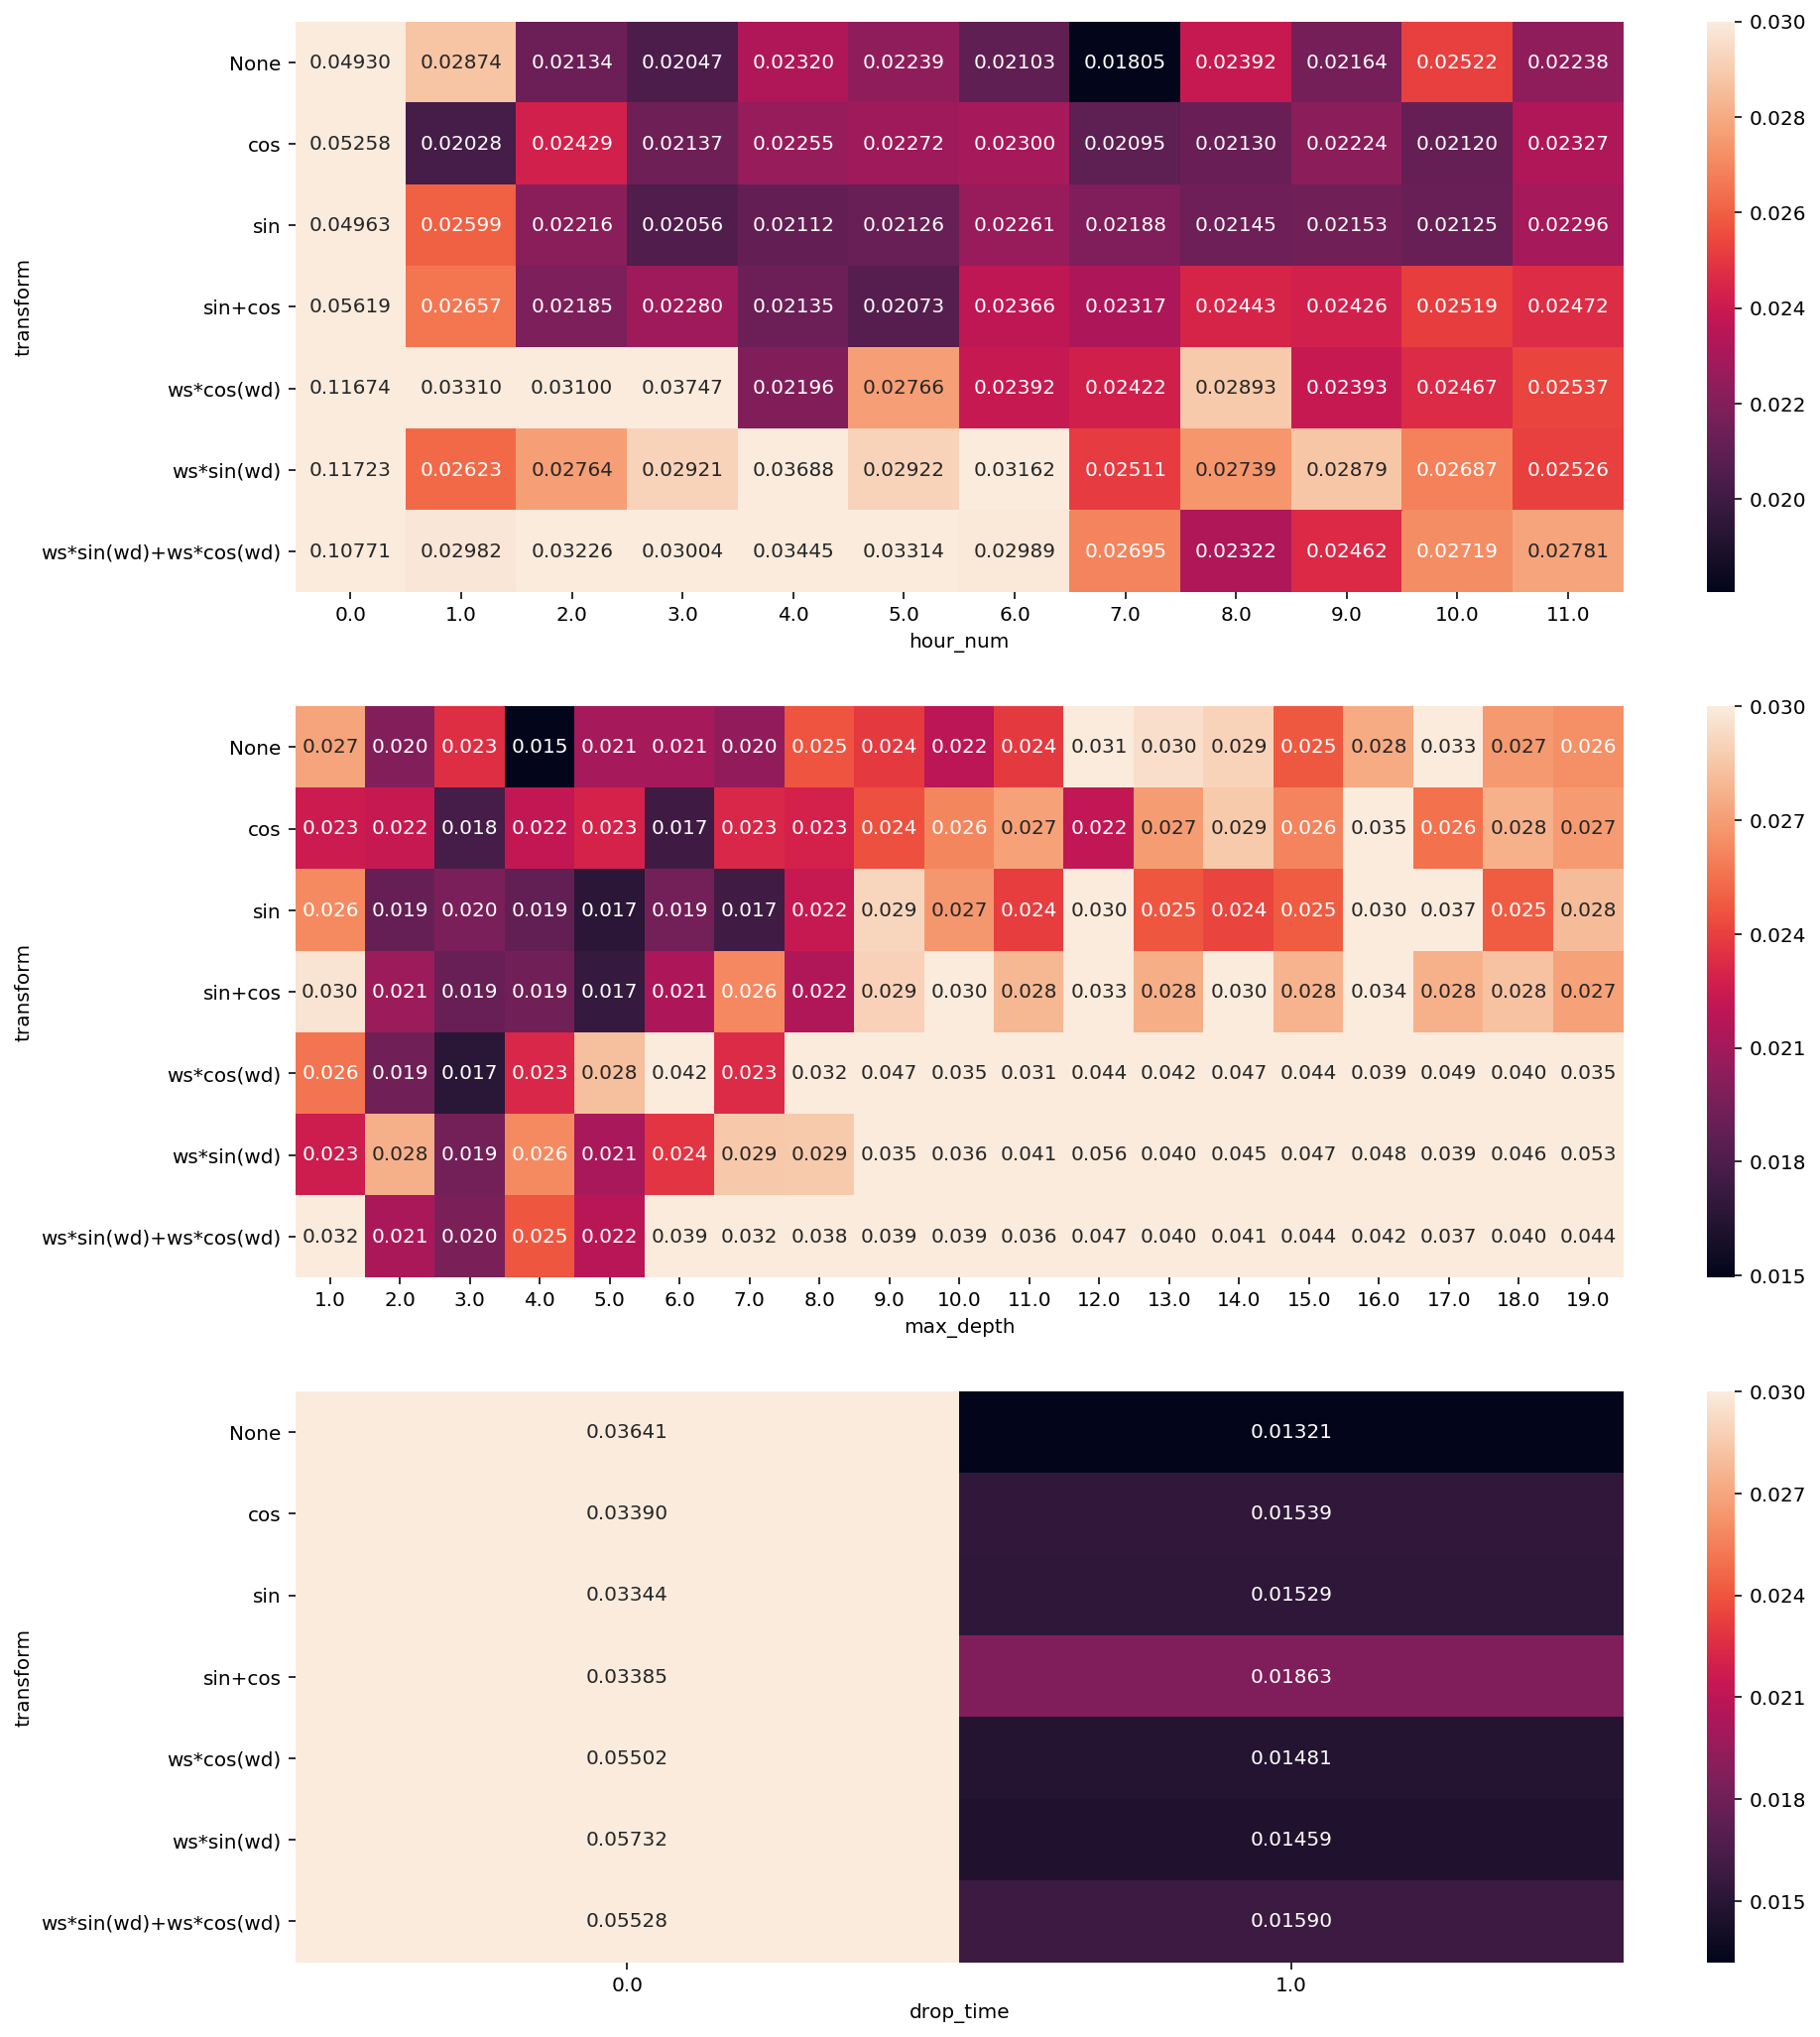 None 0.04930 0.02874 0.02134 0.02047 0.02320 0.02239 0.02103 0.01805 0.02392 0.02164 0.02522 0.02238
cos 0.05258 0.02028 0.02429 0.02137 0.02255 0.02272 0.02300 0.02095 0.02130 0.02224 0.02120 0.02327
sin 0.04963 0.02599 0.02216 0.02056 0.02112 0.02126 0.02261 0.02188 0.02145 0.02153 0.02125 0.02296
sin+cos 0.05619 0.02657 0.02185 0.02280 0.02135 0.02073 0.02366 0.02317 0.02443 0.02426 0.02519 0.02472
ws*cos(wd) 0.11674 0.03310 0.03100 0.03747 0.02196 0.02766 0.02392 0.02422 0.02893 0.02393 0.02467 0.02537
ws*sin(wd) 0.11723 0.02623 0.02764 0.02921 0.03688 0.02922 0.03162 0.02511 0.02739 0.02879 0.02687 0.02526
ws*sin(wd)+ws*cos(wd) 0.10771 0.02982 0.03226 0.03004 0.03445 0.03314 0.02989 0.02695 0.02322 0.02462 0.02719 0.02781
0.0 1.0 2.0 3.0 4.0 5.0 6.0 7.0 8.0 9.0 10.0 11.0
hour_num
transform
0.030
0.028
0.026
0.024
0.022
0.020
None 0.027 0.020 0.023 0.015 0.021 0.021 0.020 0.025 0.024 0.022 0.024 0.031 0.030 0.029 0.025 0.028 0.033 0.027 0.026
cos 0.023 0.022 0.018 0.022 0.023 0.017 0.023 0.023 0.024 0.026 0.027 0.022 0.027 0.029 0.026 0.035 0.026 0.028 0.027
sin 0.026 0.019 0.020 0.019 0.017 0.019 0.017 0.022 0.029 0.027 0.024 0.030 0.025 0.024 0.025 0.030 0.037 0.025 0.028
sin+cos 0.030 0.021 0.019 0.019 0.017 0.021 0.026 0.022 0.029 0.030 0.028 0.033 0.028 0.030 0.028 0.034 0.028 0.028 0.027
ws*cos(wd) 0.026 0.019 0.017 0.023 0.028 0.042 0.023 0.032 0.047 0.035 0.031 0.044 0.042 0.047 0.044 0.039 0.049 0.040 0.035
ws*sin(wd) 0.023 0.028 0.019 0.026 0.021 0.024 0.029 0.029 0.035 0.036 0.041 0.056 0.040 0.045 0.047 0.048 0.039 0.046 0.053
ws*sin(wd)+ws*cos(wd) 0.032 0.021 0.020 0.025 0.022 0.039 0.032 0.038 0.039 0.039 0.036 0.047 0.040 0.041 0.044 0.042 0.037 0.040 0.044
1.0 2.0 3.0 4.0 5.0 6.0 7.0 8.0 9.0 10.0 11.0 12.0 13.0 14.0 15.0 16.0 17.0 18.0 19.0
max_depth
transform
0.030
0.027
0.024
0.021
0.018
0.015
None 0.03641 0.01321
cos 0.03390 0.01539
sin 0.03344 0.01529
sin+cos 0.03385 0.01863
ws*cos(wd) 0.05502 0.01481
ws*sin(wd) 0.05732 0.01459
ws*sin(wd)+ws*cos(wd) 0.05528 0.01590
0.0 1.0
drop_time
transform
0.030
0.027
0.024
0.021
0.018
0.015